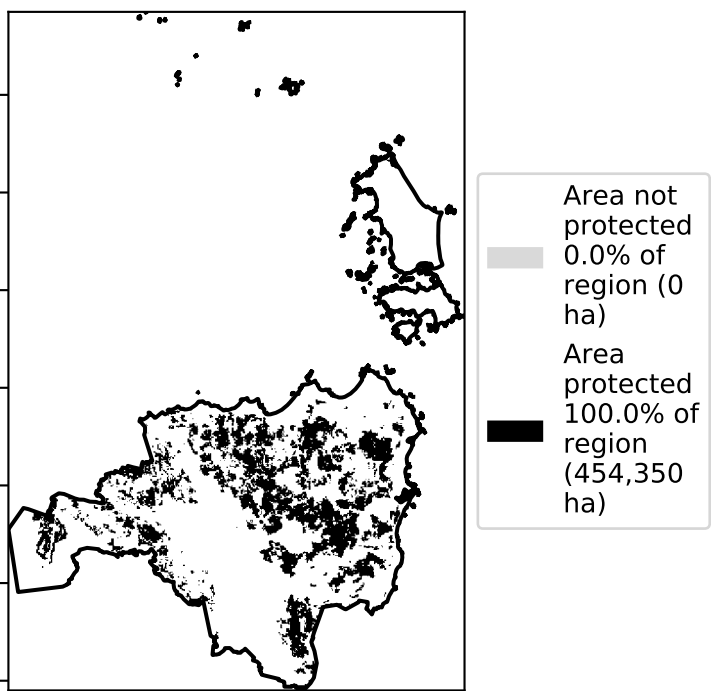 Area not
protected
0.0% of
region (0
ha)
Area
protected
100.0% of
region
(454,350
ha)